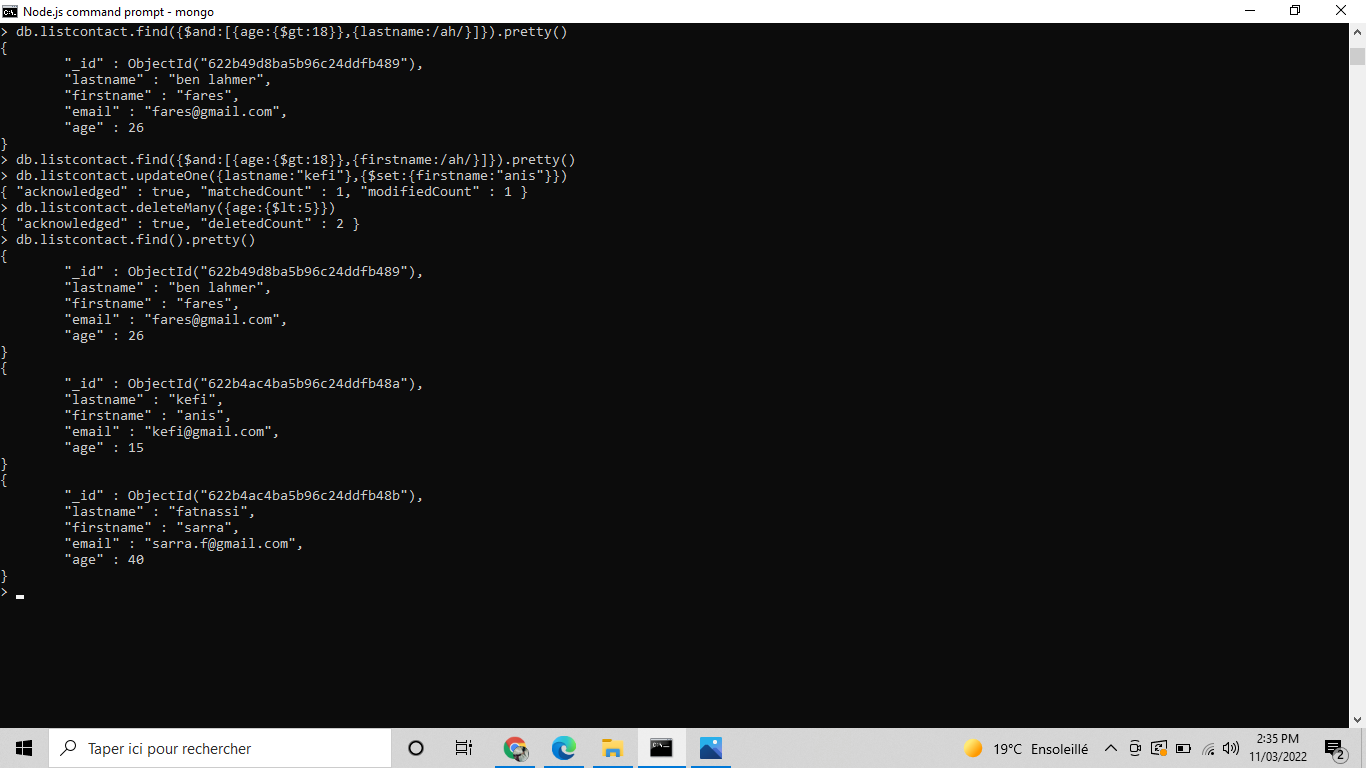 Node.js command prompt - mongo
> db.listcontact.find({$and:[{age:{$gt:18}},{lastname:/ah/}]}).pretty()
{
        "_id" : ObjectId("622b49d8ba5b96c24ddfb489"),
        "lastname" : "ben lahmer",
        "firstname" : "fares",
        "email" : "fares@gmail.com",
        "age" : 26
}
> db.listcontact.find({$and:[{age:{$gt:18}},{firstname:/ah/}]}).pretty()
> db.listcontact.updateOne({lastname:"kefi"},{$set:{firstname:"anis"}})
{ "acknowledged" : true, "matchedCount" : 1, "modifiedCount" : 1 }
> db.listcontact.deleteMany({age:{$lt:5}})
{ "acknowledged" : true, "deletedCount" : 2 }
> db.listcontact.find().pretty()
{
        "_id" : ObjectId("622b49d8ba5b96c24ddfb489"),
        "lastname" : "ben lahmer",
        "firstname" : "fares",
        "email" : "fares@gmail.com",
        "age" : 26
}
{
        "_id" : ObjectId("622b4ac4ba5b96c24ddfb48a"),
        "lastname" : "kefi",
        "firstname" : "anis",
        "email" : "kefi@gmail.com",
        "age" : 15
}
{
        "_id" : ObjectId("622b4ac4ba5b96c24ddfb48b"),
        "lastname" : "fatnassi",
        "firstname" : "sarra",
        "email" : "sarra.f@gmail.com",
        "age" : 40
}
>
Taper ici pour rechercher
19°C Ensoleillé
2:35 PM
11/03/2022
2